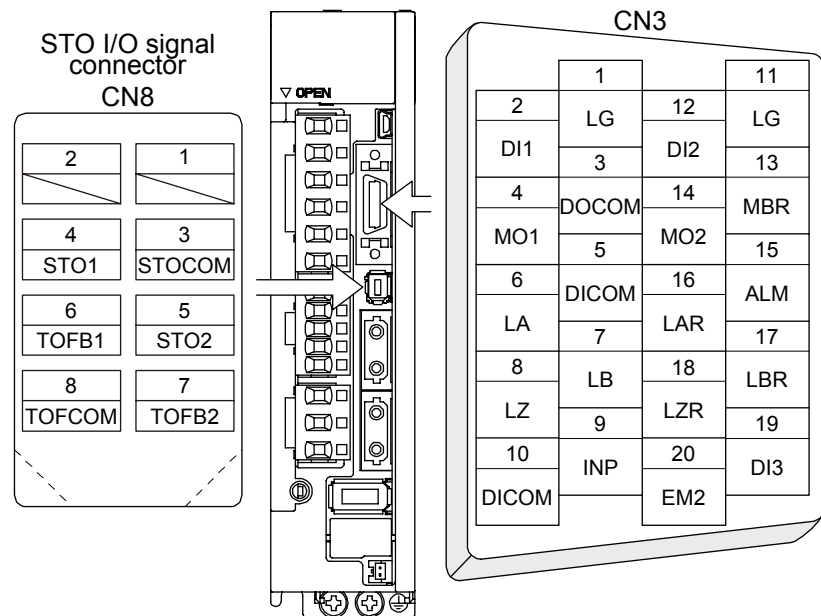 STO I/O signal
connector
CN8
2 1
4 3
STO1 STOCOM
6 5
TOFB1 STO2
8 7
TOFCOM TOFB2
OPEN
CN3
1 11
2 LG 12 LG
DI1 3 DI2 13
4 DOCOM 14 MBR
MO1 5 MO2 15
6 DICOM 16 ALM
LA 7 LAR 17
8 LB 18 LBR
LZ 9 LZR 19
10 INP 20 DI3
DICOM EM2